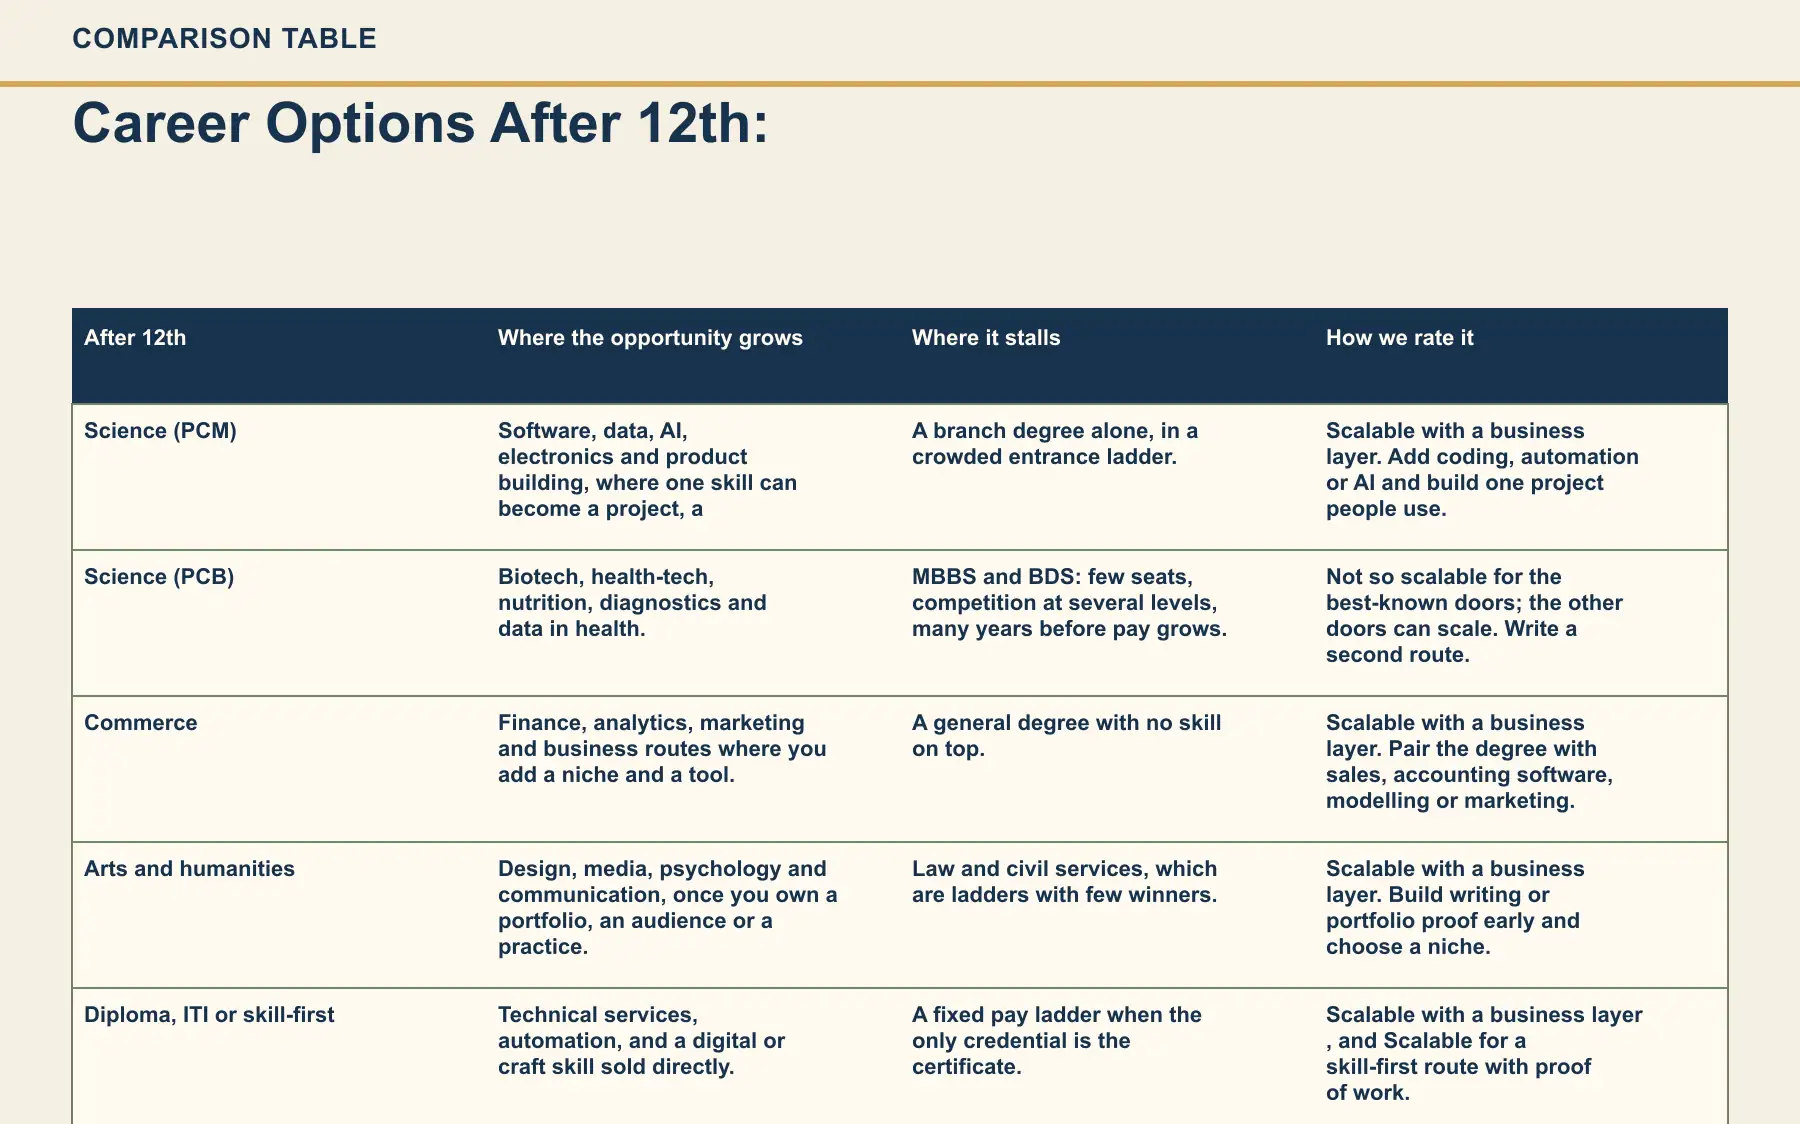 COMPARISON TABLE
Career Options After 12th:
After 12th
Where the opportunity grows
Where it stalls
How we rate it
Science (PCM)
Software, data, AI,
electronics and product
building, where one skill can
become a project, a
A branch degree alone, in a
crowded entrance ladder.
Scalable with a business
layer. Add coding, automation
or AI and build one project
people use.
Science (PCB)
Biotech, health-tech,
nutrition, diagnostics and
data in health.
MBBS and BDS: few seats,
competition at several levels,
many years before pay grows.
Not so scalable for the
best-known doors; the other
doors can scale. Write a
second route.
Commerce
Finance, analytics, marketing
and business routes where you
add a niche and a tool.
A general degree with no skill
on top.
Scalable with a business
layer. Pair the degree with
sales, accounting software,
modelling or marketing.
Arts and humanities
Design, media, psychology and
communication, once you own a
portfolio, an audience or a
practice.
Law and civil services, which
are ladders with few winners.
Scalable with a business
layer. Build writing or
portfolio proof early and
choose a niche.
Diploma, ITI or skill-first
Technical services,
automation, and a digital or
craft skill sold directly.
A fixed pay ladder when the
only credential is the
certificate.
Scalable with a business layer
, and Scalable for a
skill-first route with proof
of work.